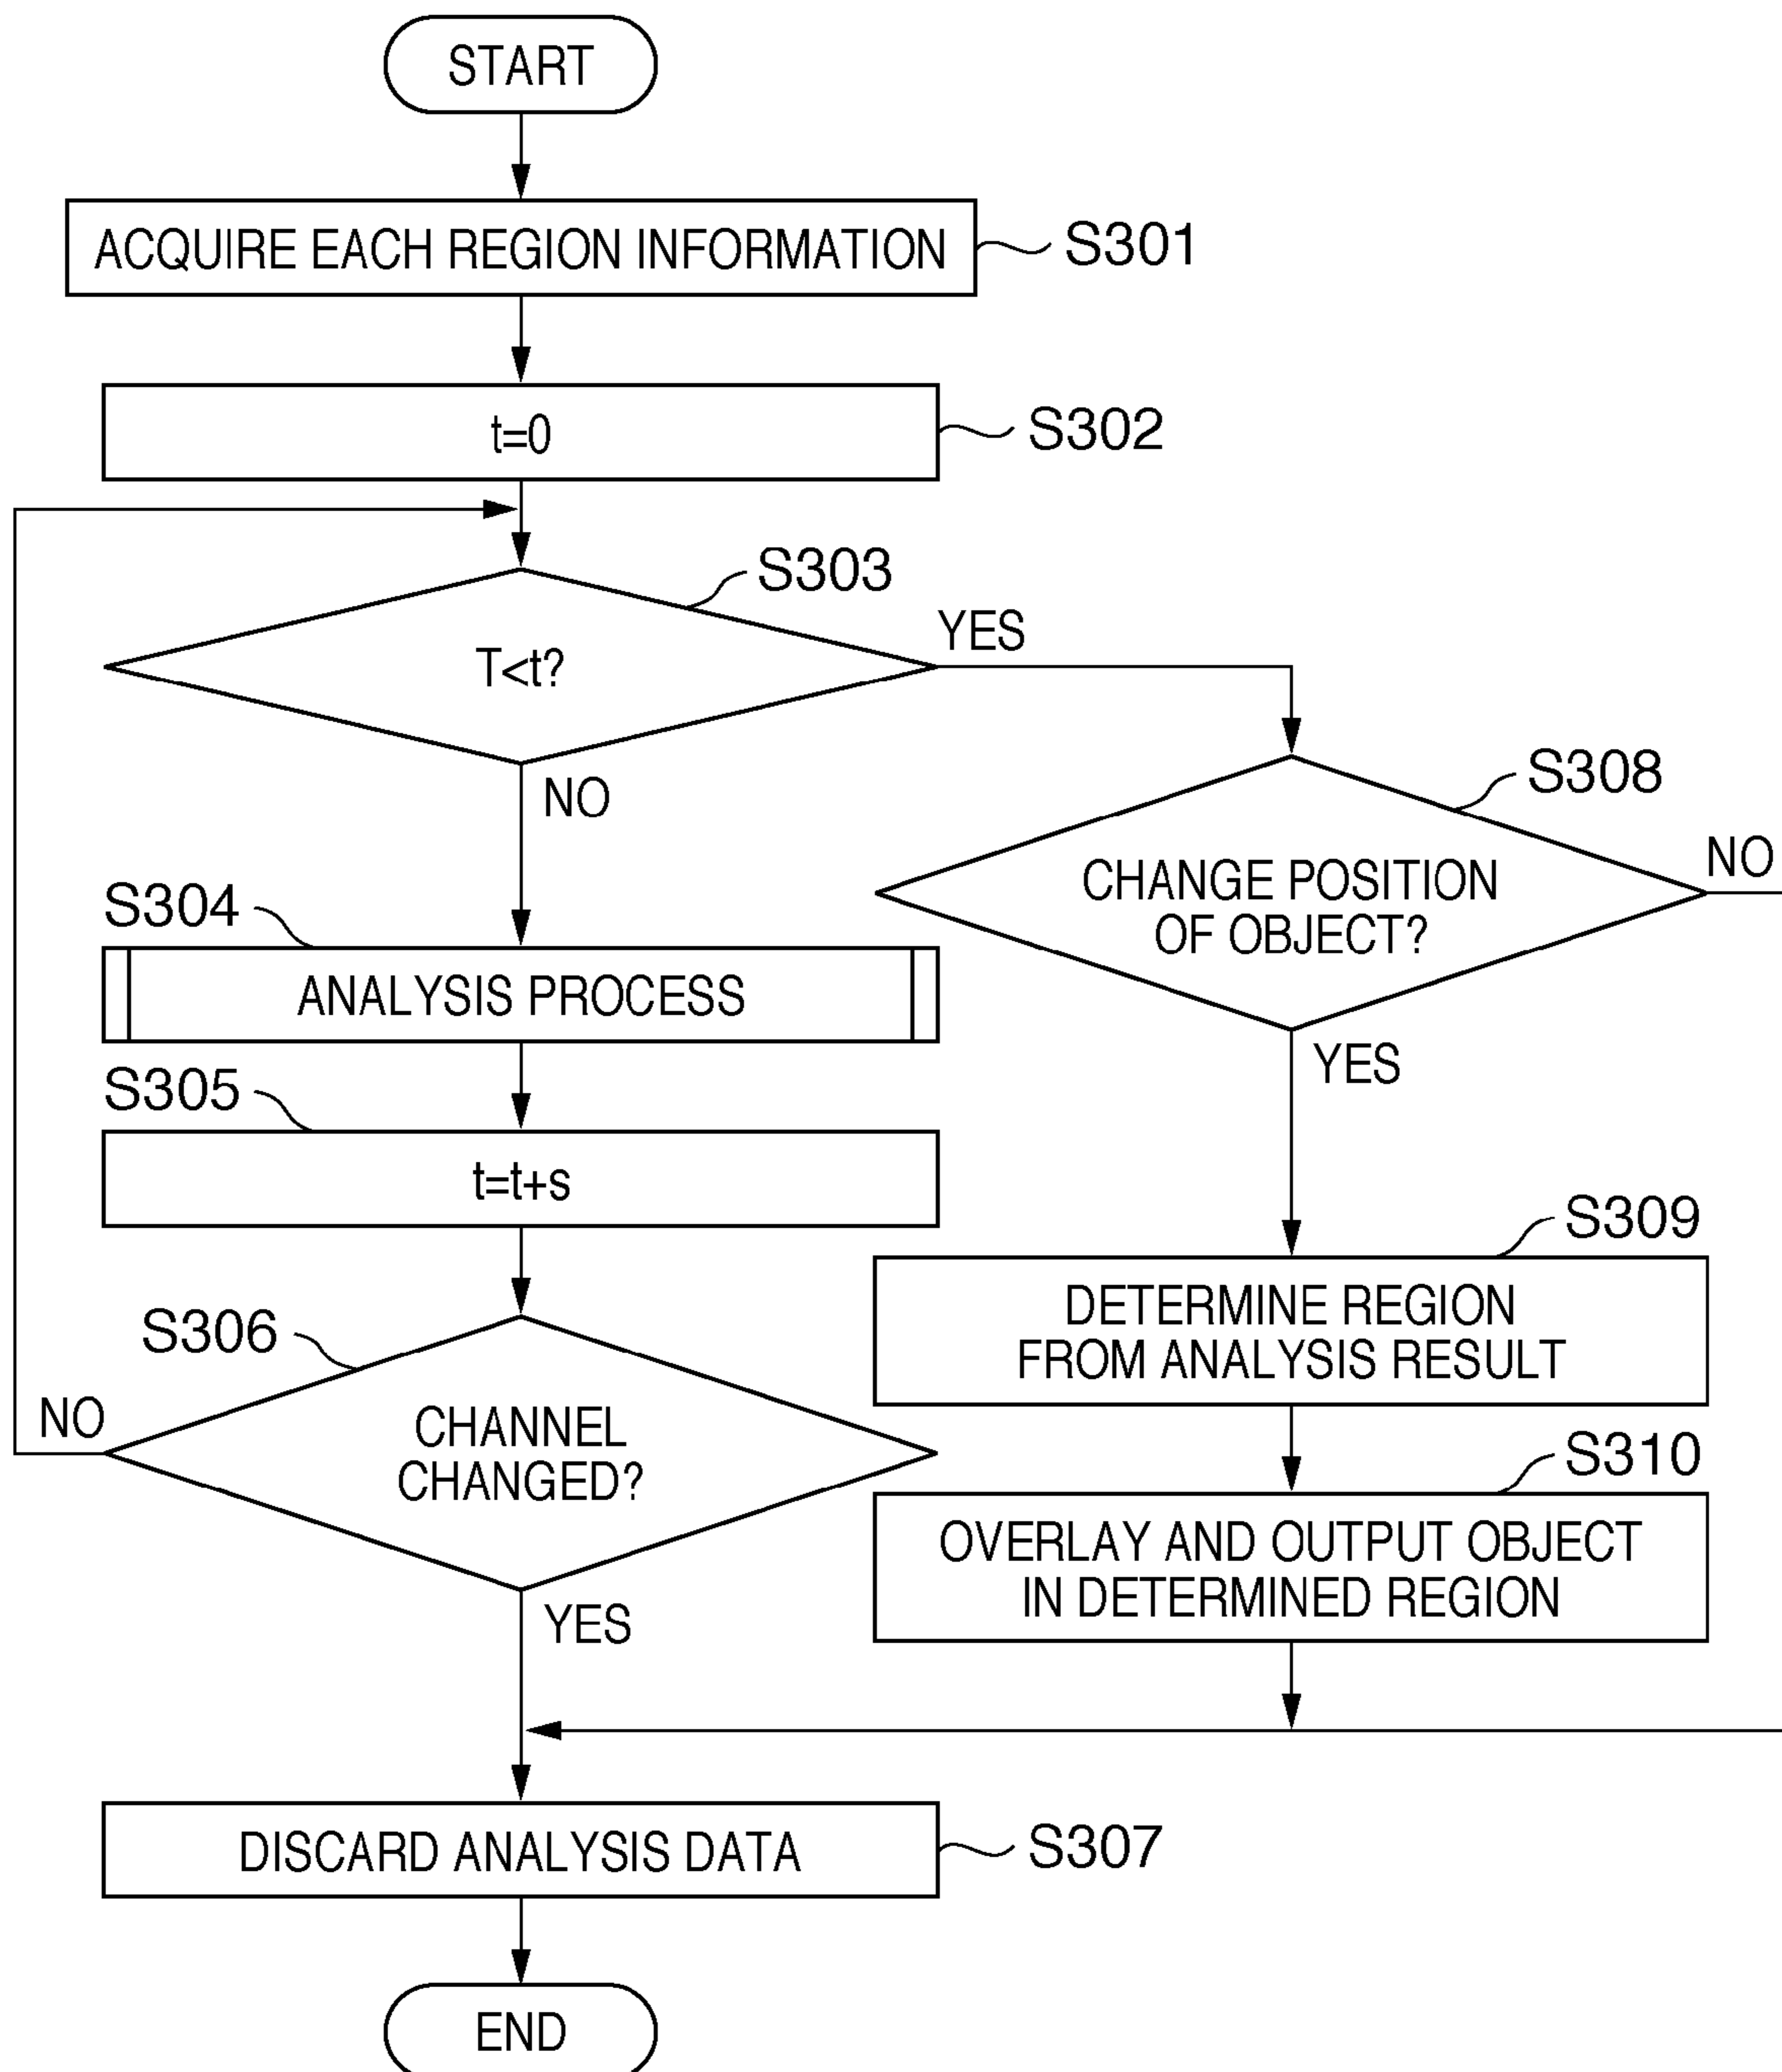 START
ACQUIRE EACH REGION INFORMATION
S301
t=0
S302
S303
T<t?
YES
NO
S308
CHANGE POSITION
OF OBJECT?
NO
YES
S304
ANALYSIS PROCESS
S305
t=t+s
S306
CHANNEL
CHANGED?
NO
YES
S309
DETERMINE REGION
FROM ANALYSIS RESULT
S310
OVERLAY AND OUTPUT OBJECT
IN DETERMINED REGION
DISCARD ANALYSIS DATA
S307
END